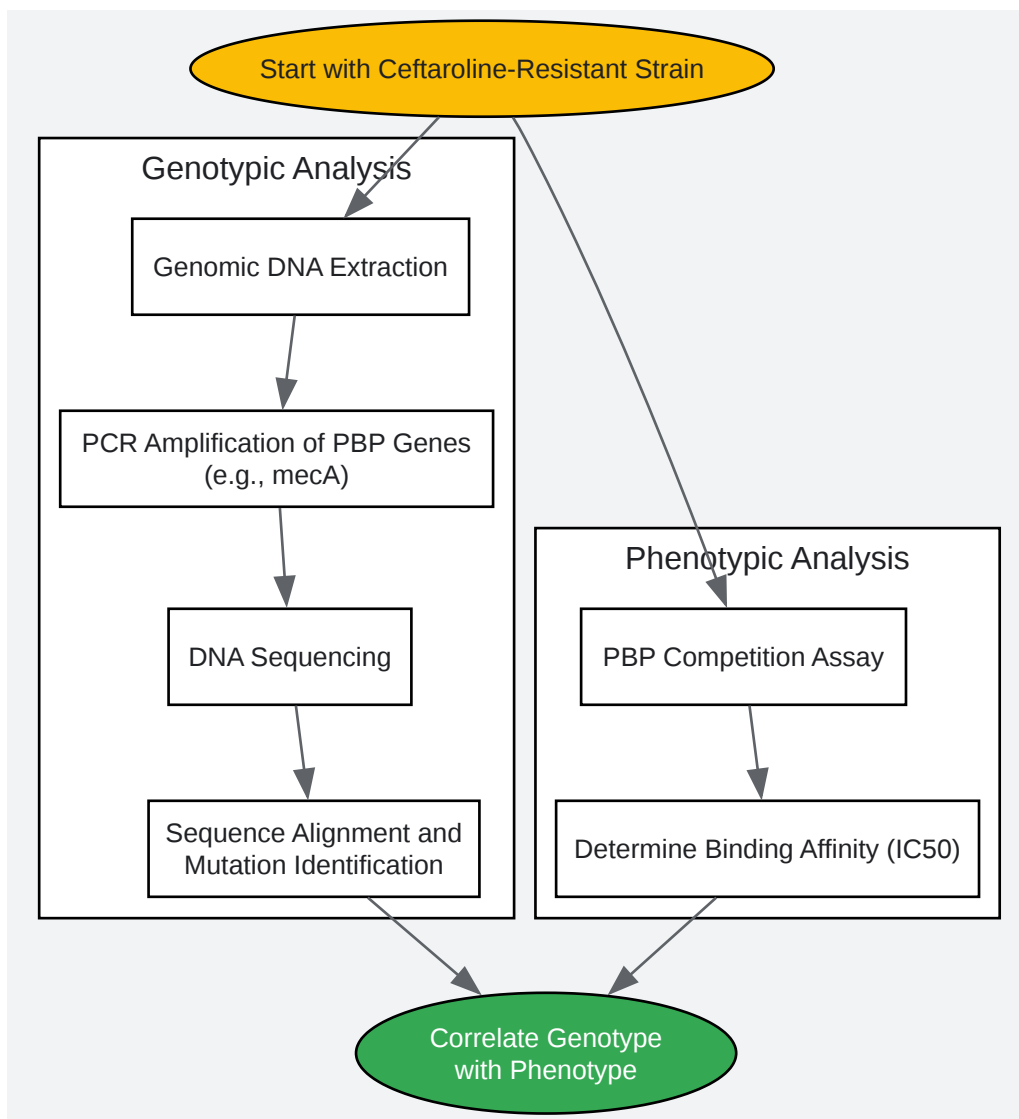 Start with Ceftaroline-Resistant Strain
Genotypic Analysis
Genomic DNA Extraction
PCR Amplification of PBP Genes
(e.g., mecA)
DNA Sequencing
Sequence Alignment and
Mutation Identification
Phenotypic Analysis
PBP Competition Assay
Determine Binding Affinity (IC50)
Correlate Genotype
with Phenotype